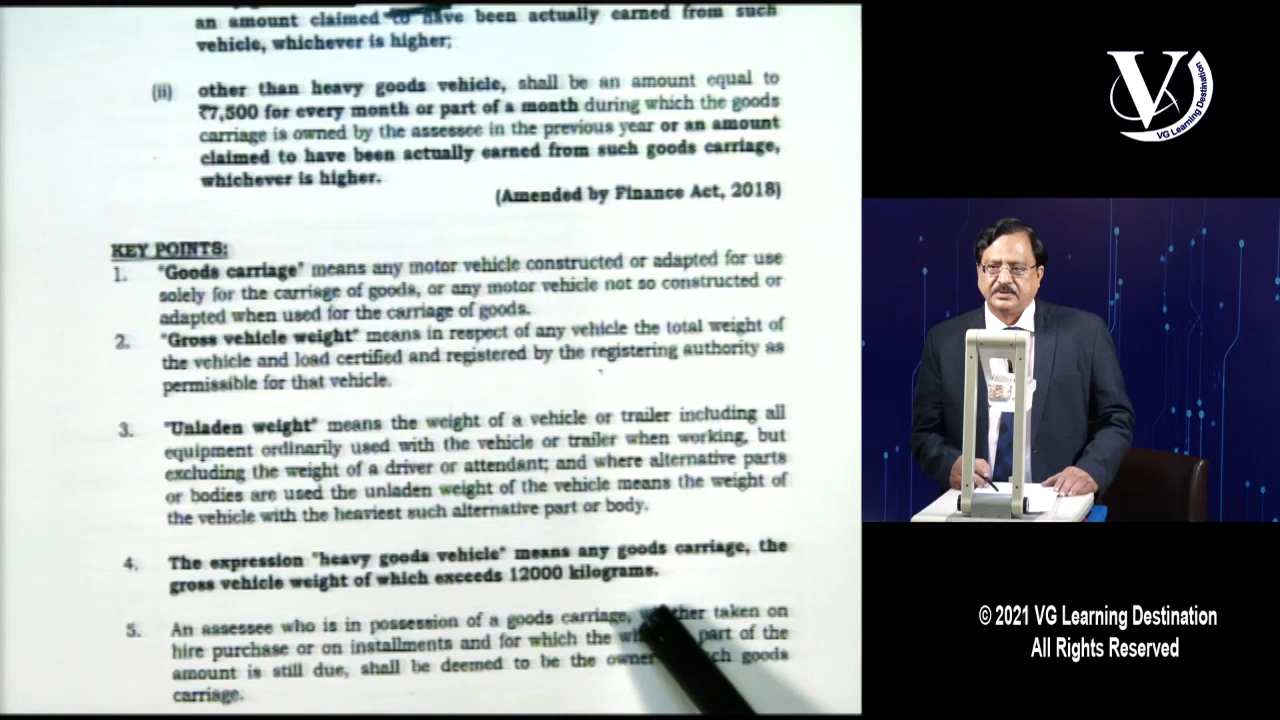 an amount claimed to have been actually earned from such
vehicle, whichever is higher;
(ii) other than heavy goods vehicle, shall be an amount equal to
₹7,500 for every month or part of a month during which the goods
carriage is owned by the assessee in the previous year or an amount
claimed to have been actually earned from such goods carriage,
whichever is higher.
(Amended by Finance Act, 2018)
KEY POINTS:
1. "Goods carriage" means any motor vehicle constructed or adapted for use
solely for the carriage of goods, or any motor vehicle not so constructed or
adapted when used for the carriage of goods.
2. "Gross vehicle weight" means in respect of any vehicle the total weight of
the vehicle and load certified and registered by the registering authority as
permissible for that vehicle.
3. "Unladen weight" means the weight of a vehicle or trailer including all
equipment ordinarily used with the vehicle or trailer when working, but
excluding the weight of a driver or attendant; and where alternative parts
or bodies are used the unladen weight of the vehicle means the weight of
the vehicle with the heaviest such alternative part or body.
4. The expression "heavy goods vehicle" means any goods carriage, the
gross vehicle weight of which exceeds 12000 kilograms.
5. An assessee who is in possession of a goods carriage, taken on
hire purchase or on installments and for which the part of the
amount is still due, shall be deemed to be the owner goods
carriage.
V
VG Learning Destination
© 2021 VG Learning Destination
All Rights Reserved